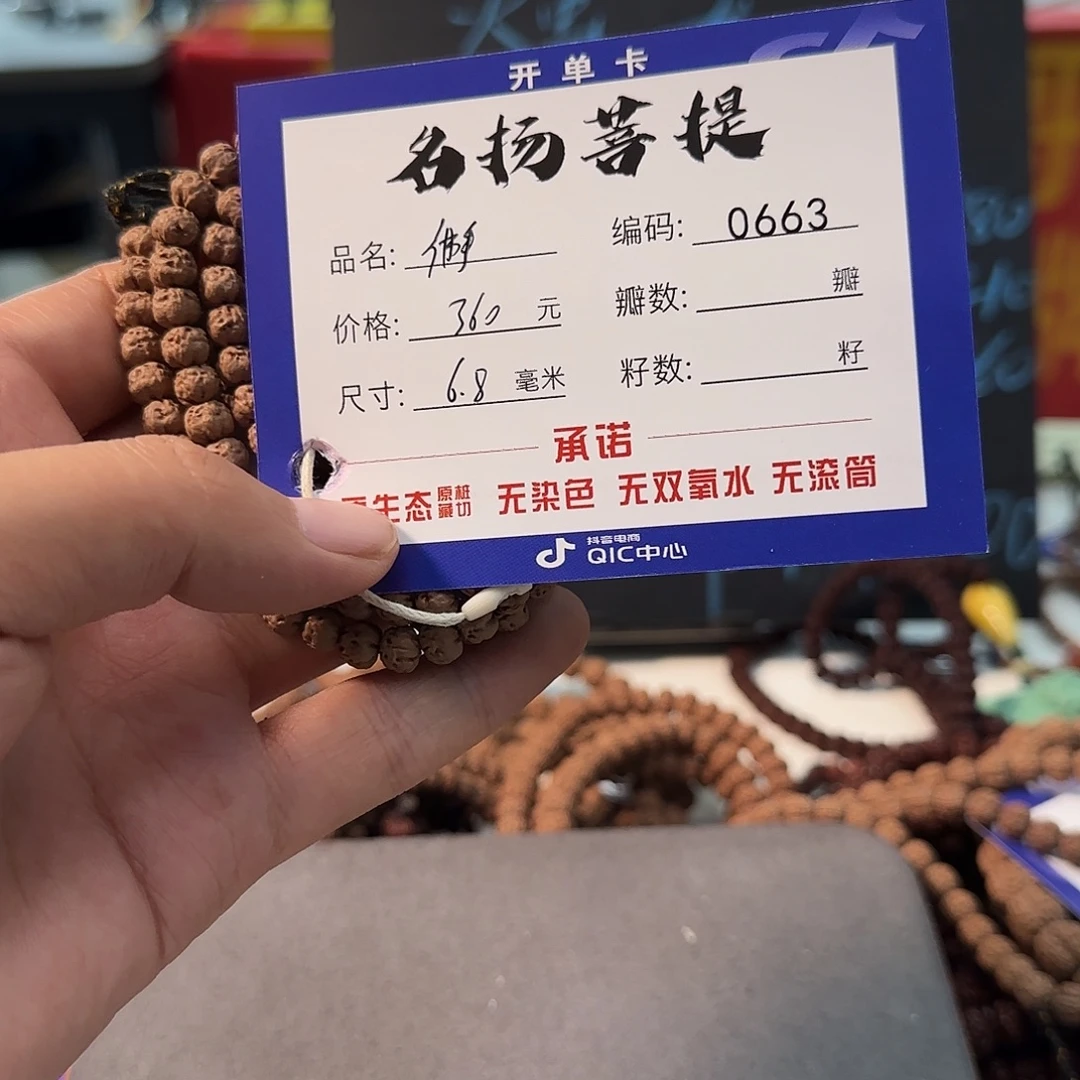 开单卡
名扬菩提
品名: 编码: 0663
价格: 360 元 瓣数: 瓣
尺寸: 6.8 毫米 籽数: 籽
承诺
原生态 原桩藏切 无染色 无双氧水 无滚筒
抖音电商
QIC中心